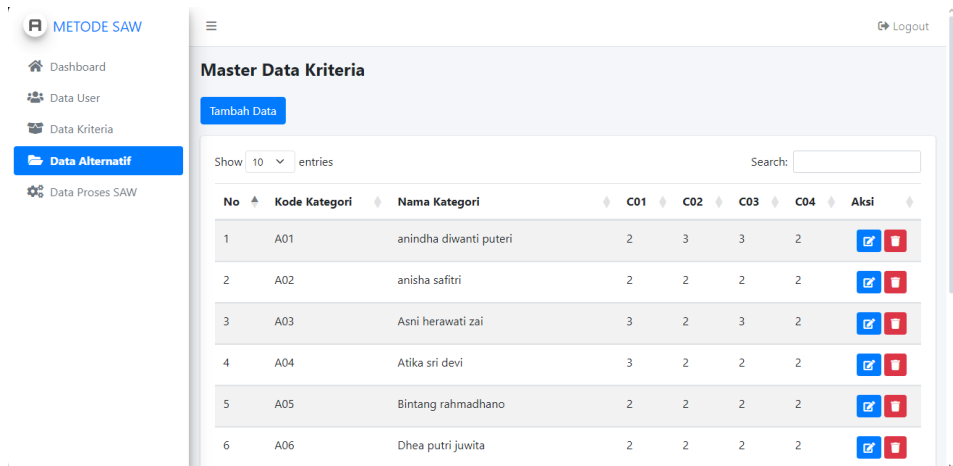 METODE SAW
Logout
Dashboard
Data User
Data Kriteria
Data Alternatif
Data Proses SAW
Master Data Kriteria
Tambah Data
Show 10 entries
Search:
No Kode Kategori Nama Kategori C01 C02 C03 C04 Aksi
1 A01 anindha diwanti puteri 2 3 3 2
2 A02 anisha safitri 2 2 2 2
3 A03 Asni herawati zai 3 2 3 2
4 A04 Atika sri devi 3 2 2 2
5 A05 Bintang rahmadhano 2 2 2 2
6 A06 Dhea putri juwita 2 2 2 2